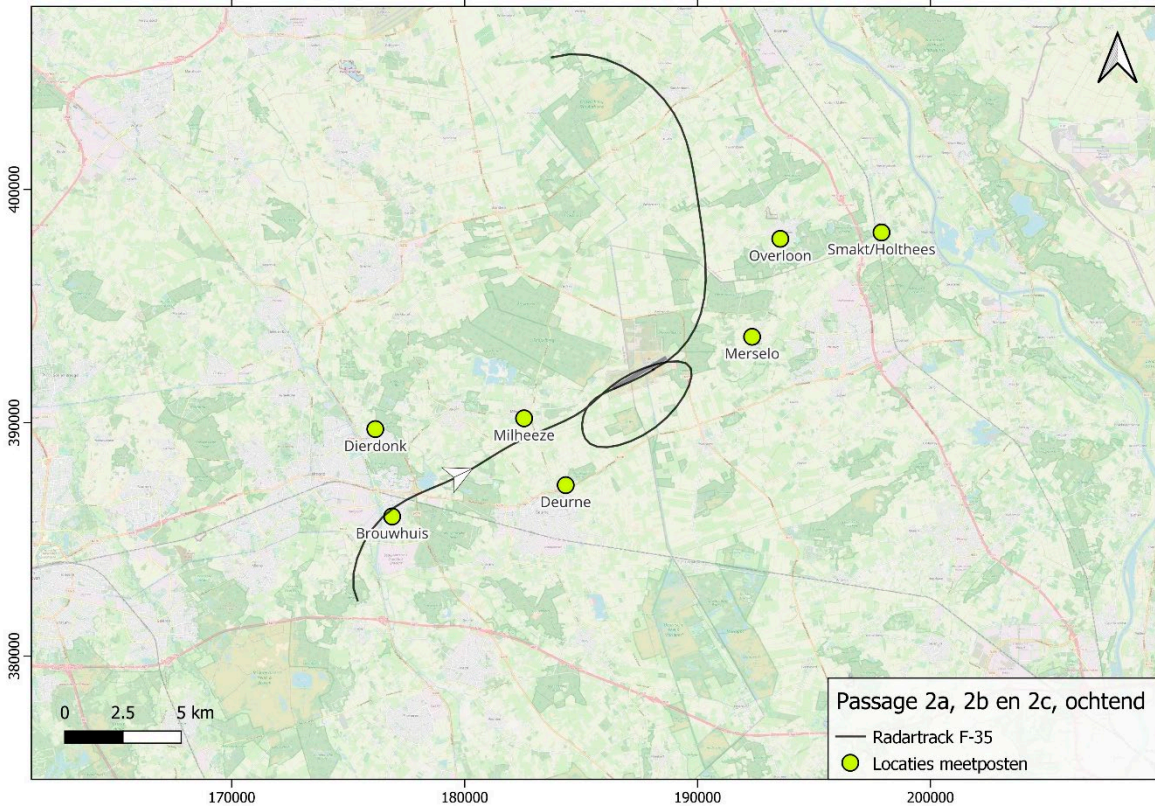 400000
390000
380000
Overloon
Smakt/Holthees
Merselo
Milheeze
Dierdonk
Deurne
Brouwhuis
0 2.5 5 km
Passage 2a, 2b en 2c, ochtend
Radartrack F-35
Locaties meetposten
170000 180000 190000 200000